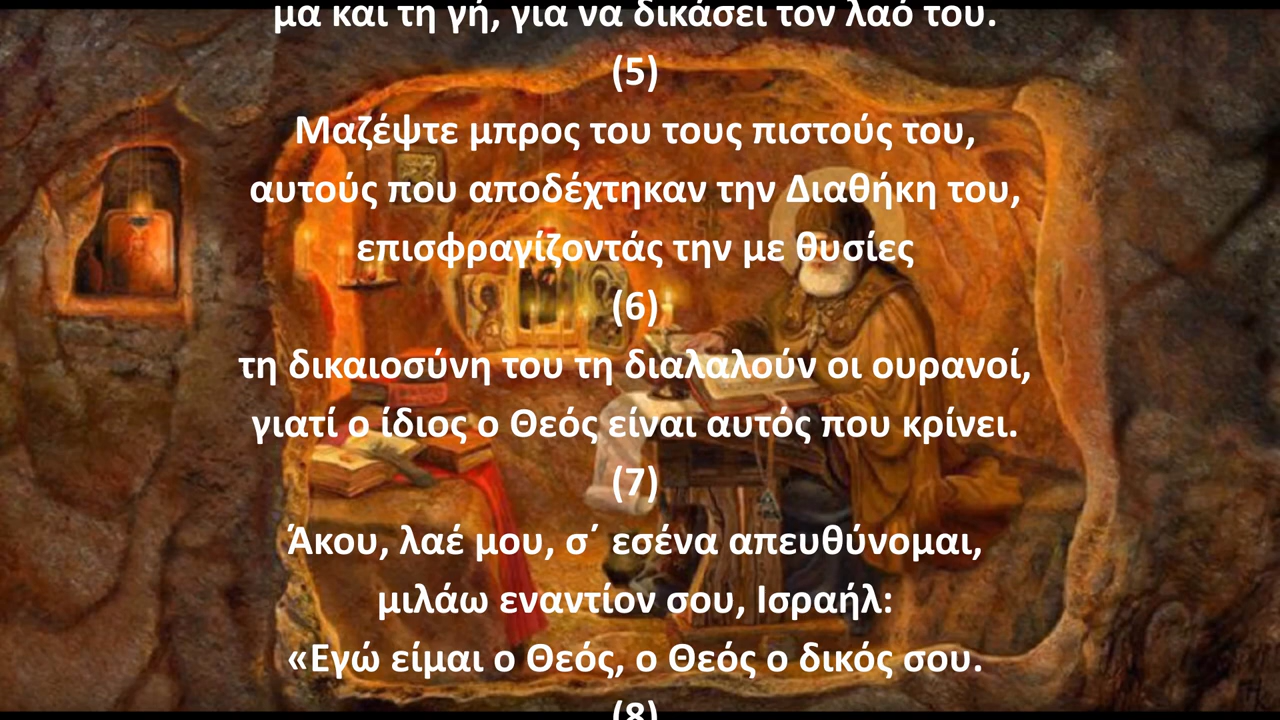 μα και τη γή, για να δικάσει τον λαό του.
(5)
Μαζέψτε μπρος του τους πιστούς του,
αυτούς που αποδέχτηκαν την Διαθήκη του,
επισφραγίζοντάς την με θυσίες
(6)
τη δικαιοσύνη του τη διαλαλούν οι ουρανοί,
γιατί ο ίδιος ο Θεός είναι αυτός που κρίνει.
(7)
Άκου, λαέ μου, σ΄ εσένα απευθύνομαι,
μιλάω εναντίον σου, Ισραήλ:
«Εγώ είμαι ο Θεός, ο Θεός ο δικός σου.
(8)